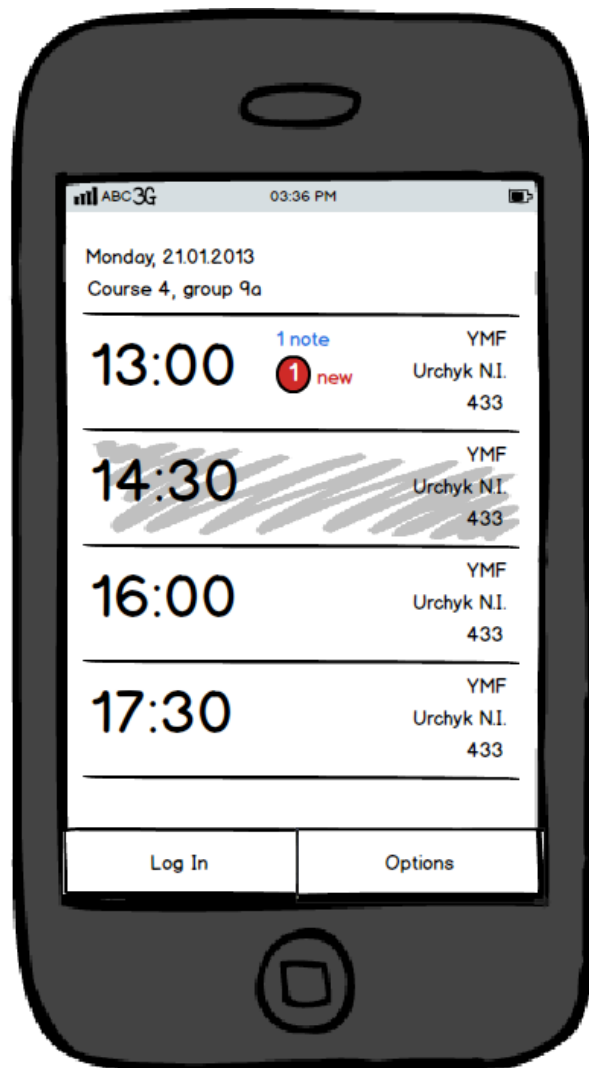 ABC 3G 03:36 PM
Monday, 21.01.2013
Course 4, group 9a
13:00
1 note
1 new
YMF
Urchyk N.I.
433
14:30
YMF
Urchyk N.I.
433
16:00
YMF
Urchyk N.I.
433
17:30
YMF
Urchyk N.I.
433
Log In
Options